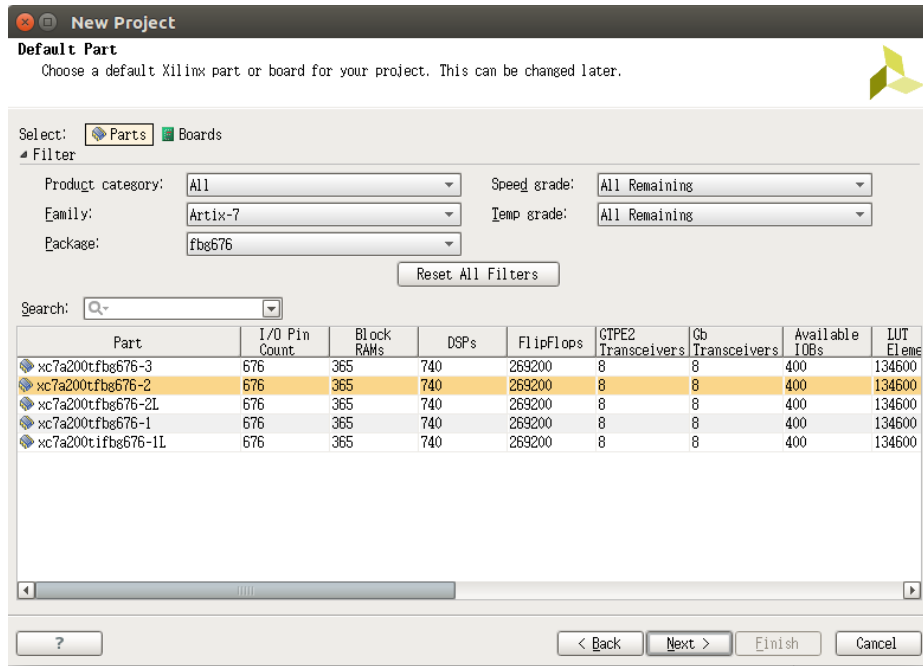 New Project
Default Part
Choose a default Xilinx part or board for your project. This can be changed later.
Select: Parts Boards
Filter
Product category: All Speed grade: All Remaining
Family: Artix-7 Temp grade: All Remaining
Package: fbg676
Reset All Filters
Search:
Part I/O Pin Count Block RAMs DSPs FlipFlops GTPE2 Transceivers Gb Transceivers Available IOBs LUT Eleme
xc7a200tfbg676-3 676 365 740 269200 8 8 400 134600
xc7a200tfbg676-2 676 365 740 269200 8 8 400 134600
xc7a200tfbg676-2L 676 365 740 269200 8 8 400 134600
xc7a200tfbg676-1 676 365 740 269200 8 8 400 134600
xc7a200tifbg676-1L 676 365 740 269200 8 8 400 134600
? < Back Next > Finish Cancel